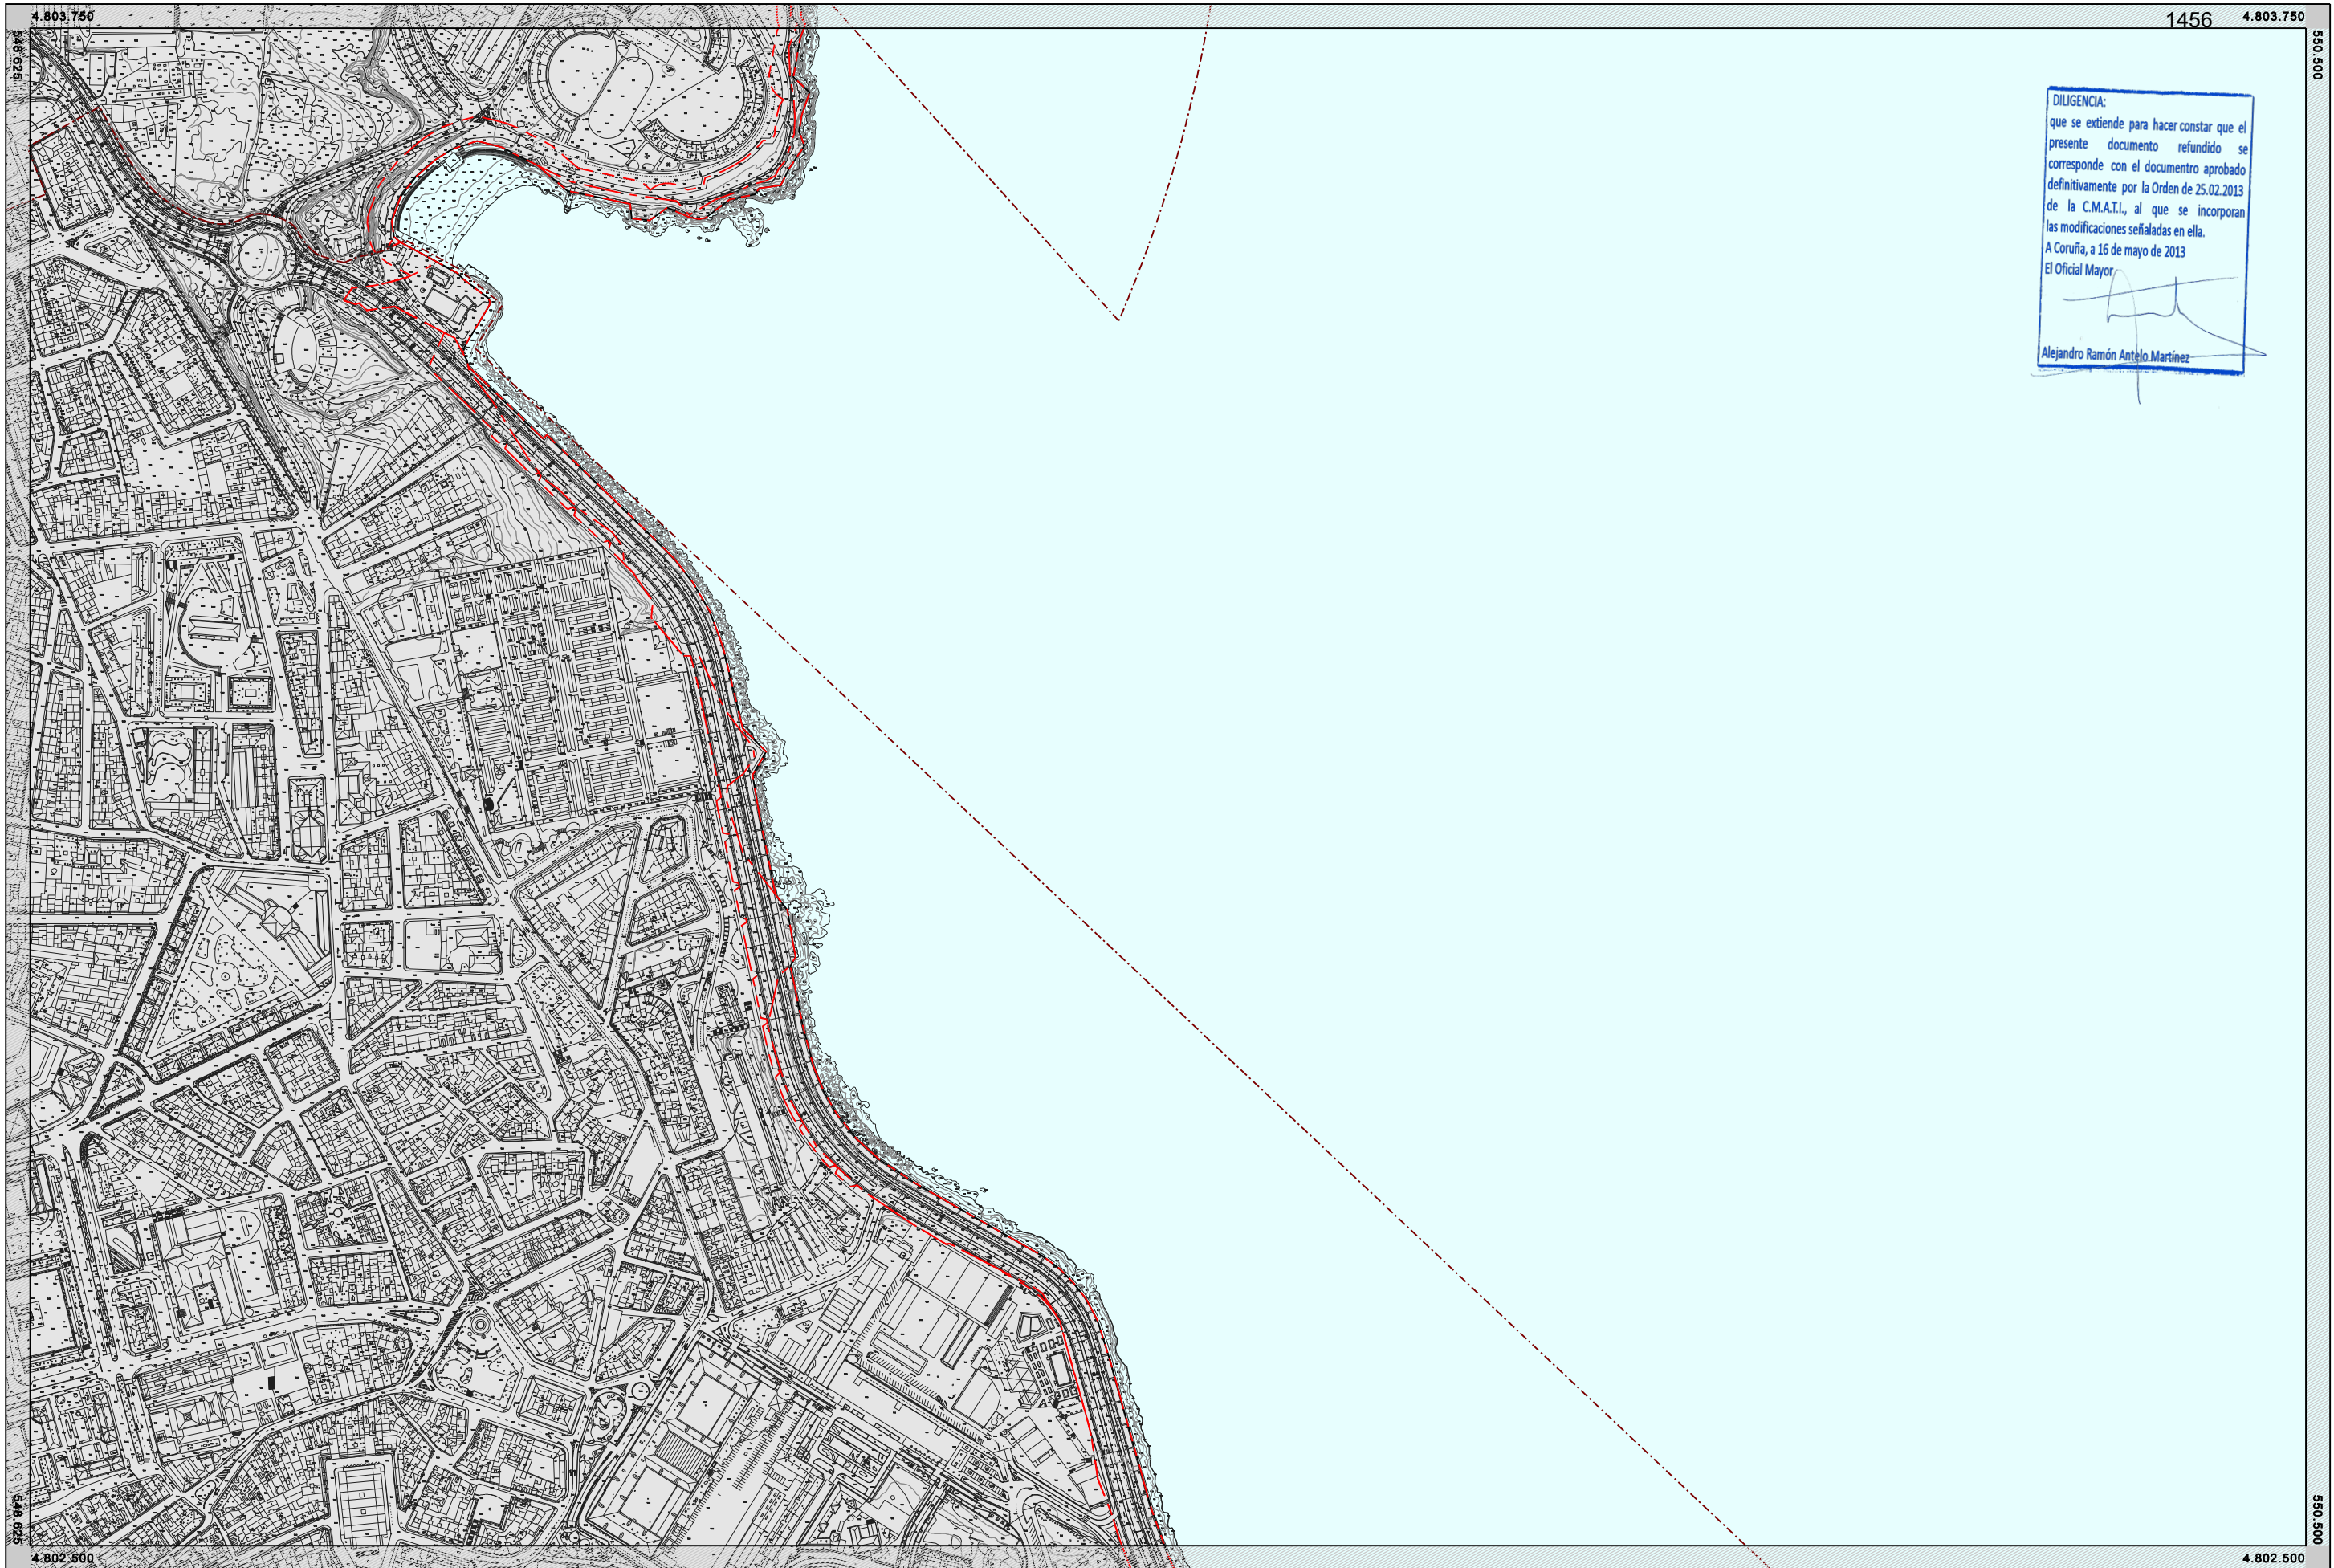 4.803.750
1456
4.803.750
548.625
550.500
DILIGENCIA:
que se extiende para hacer constar que el
presente documento refundido se
corresponde con el documentro aprobado
definitivamente por la Orden de 25.02.2013
de la C.M.A.T.I., al que se incorporan
las modificaciones señaladas en ella.
A Coruña, a 16 de mayo de 2013
El Oficial Mayor
Alejandro Ramón Antelo Martínez
548.625
550.500
4.802.500
4.802.500